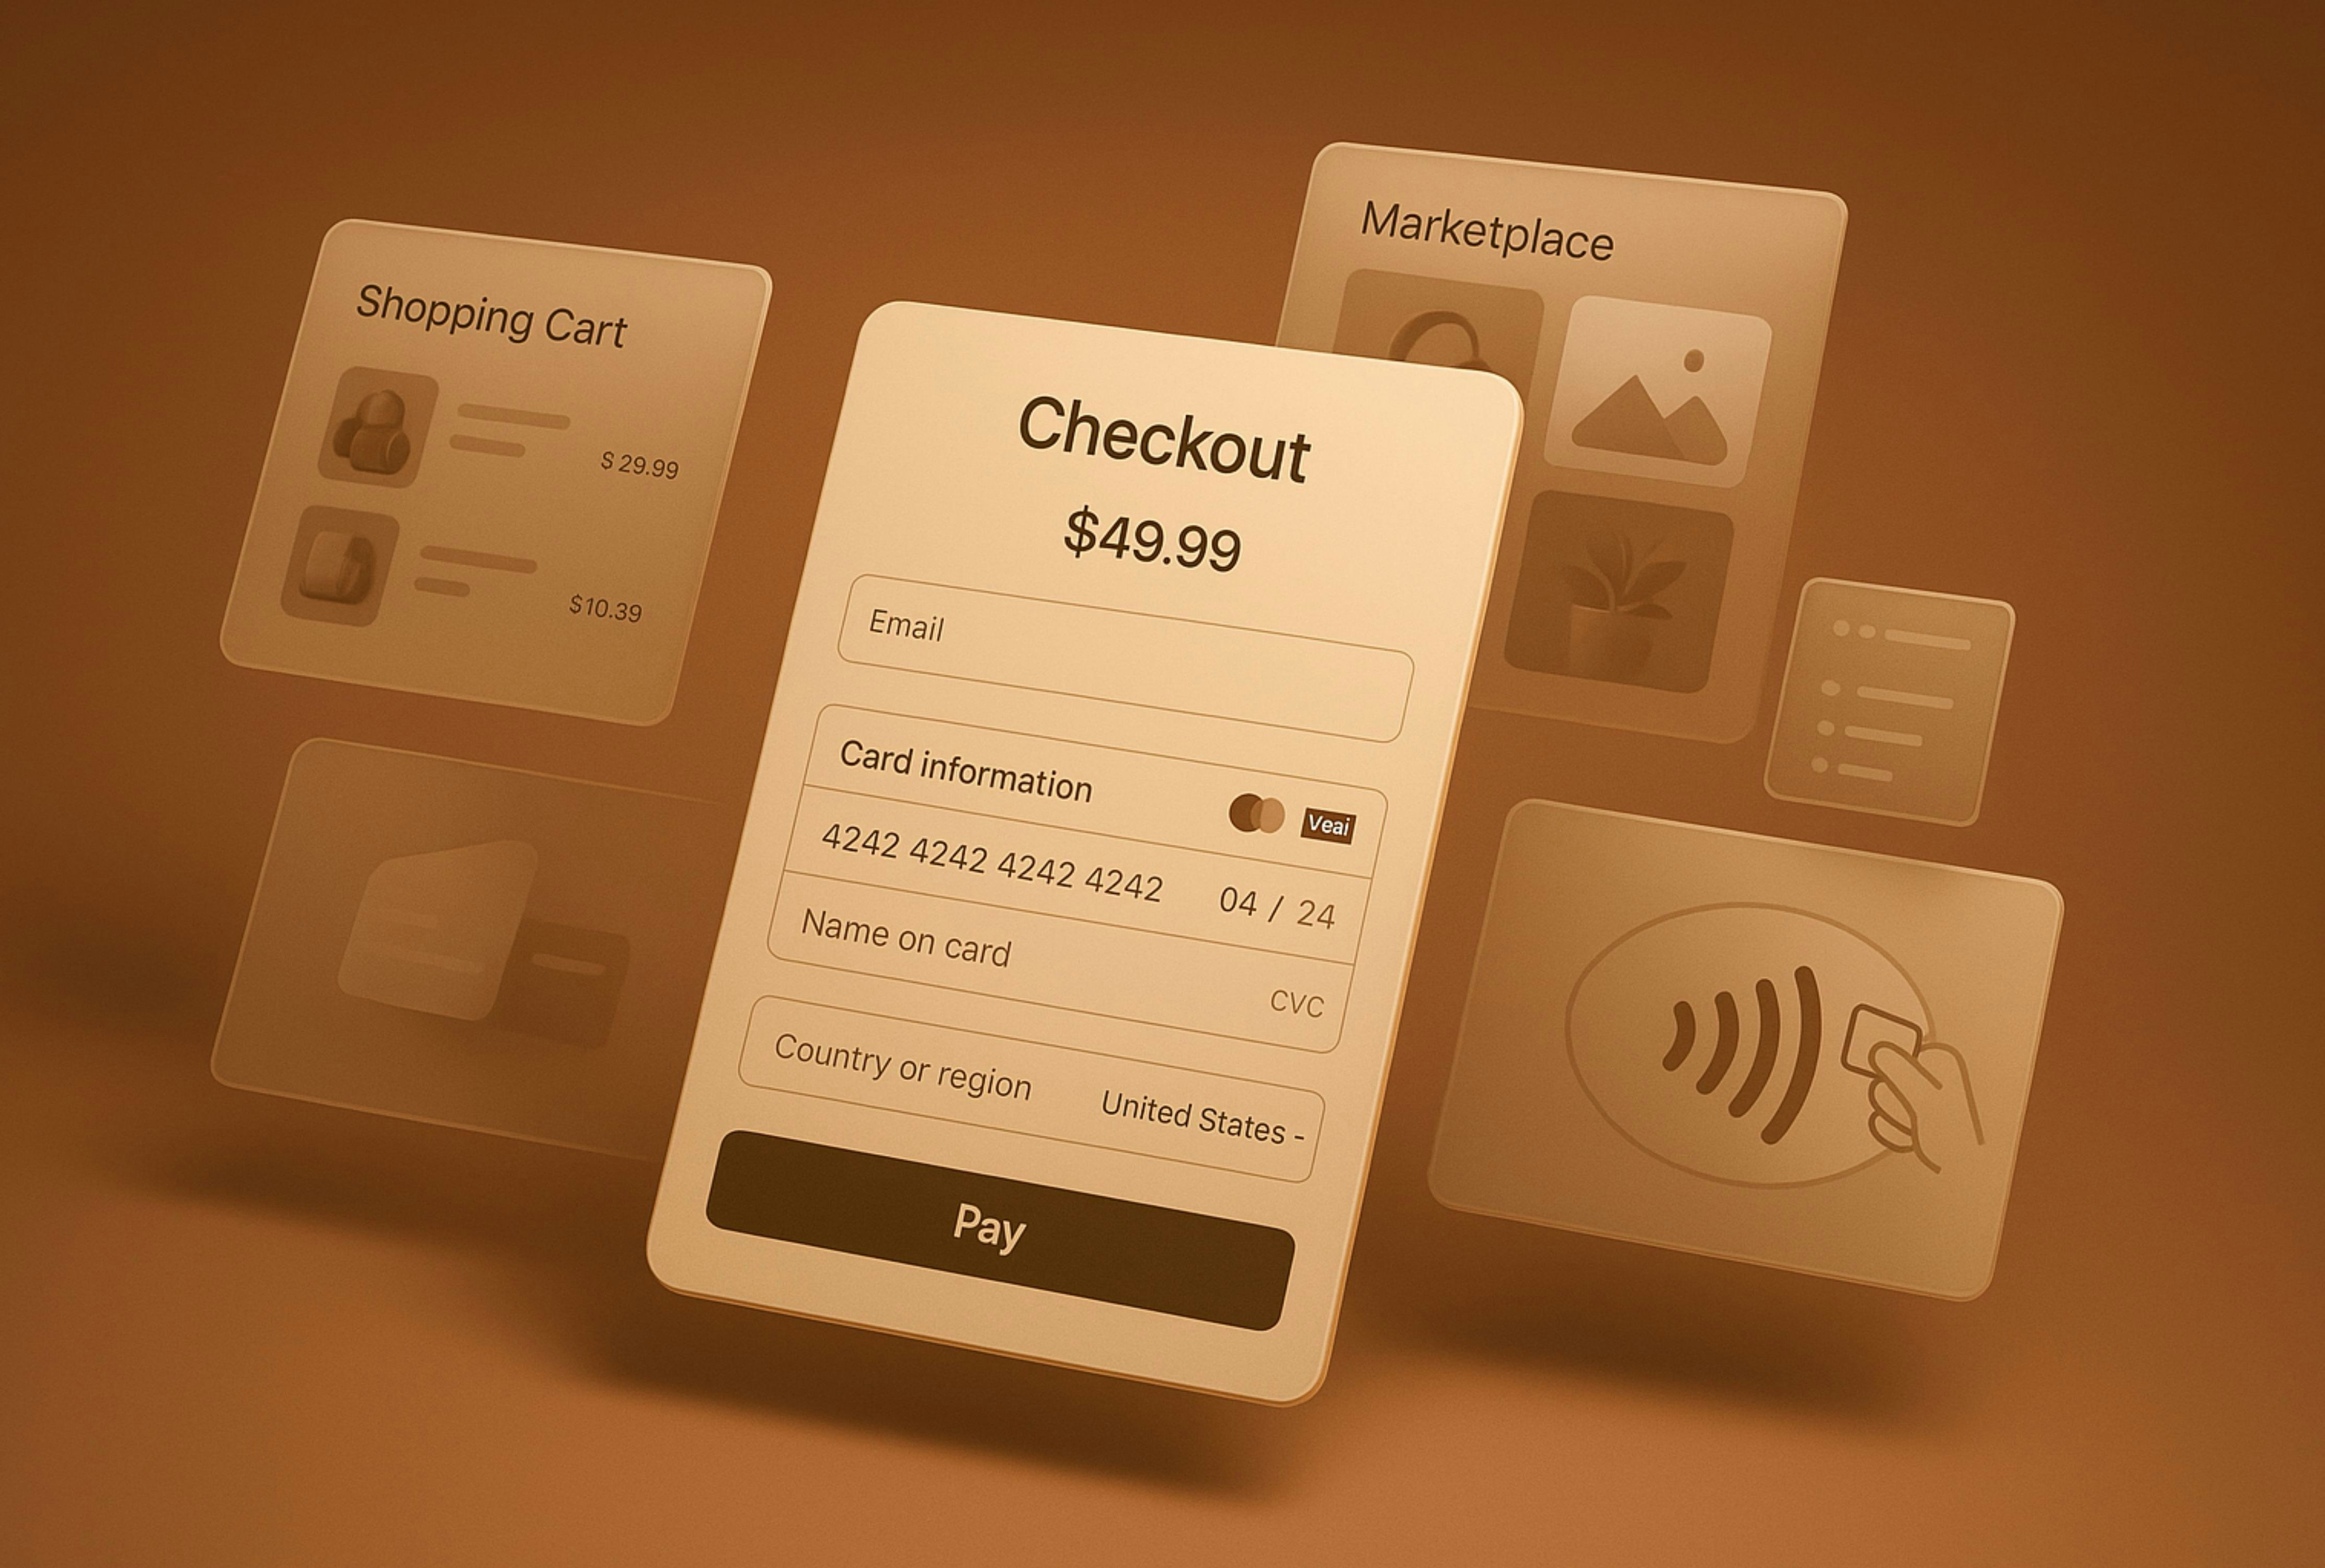 Shopping Cart
$ 29.99
$10.39
Checkout
$49.99
Email
Card information
Veai
4242 4242 4242 4242 04 / 24
Name on card
CVC
Country or region United States -
Pay
Marketplace